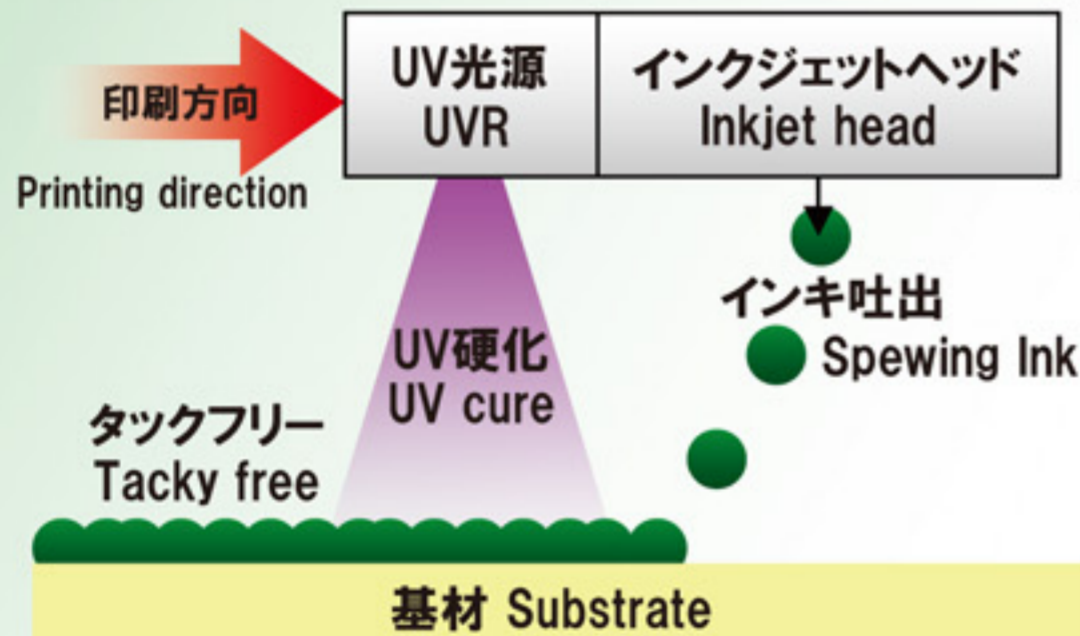 印刷方向
Printing direction
UV光源
UVR
インクジェットヘッド
Inkjet head
インキ吐出
Spewing Ink
UV硬化
UV cure
タックフリー
Tacky free
基材 Substrate